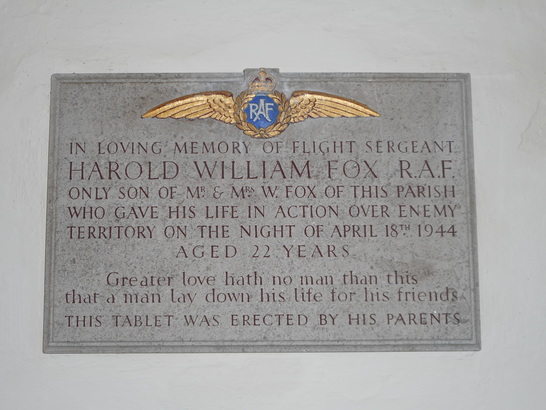 RAF
IN LOVING MEMORY OF FLIGHT SERGEANT
HAROLD WILLIAM FOX R.A.F.
ONLY SON OF MR & MRS W. FOX OF THIS PARISH
WHO GAVE HIS LIFE IN ACTION OVER ENEMY
TERRITORY ON THE NIGHT OF APRIL 18TH 1944
AGED 22 YEARS
Greater love hath no man than this
that a man lay down his life for his friends
THIS TABLET WAS ERECTED BY HIS PARENTS